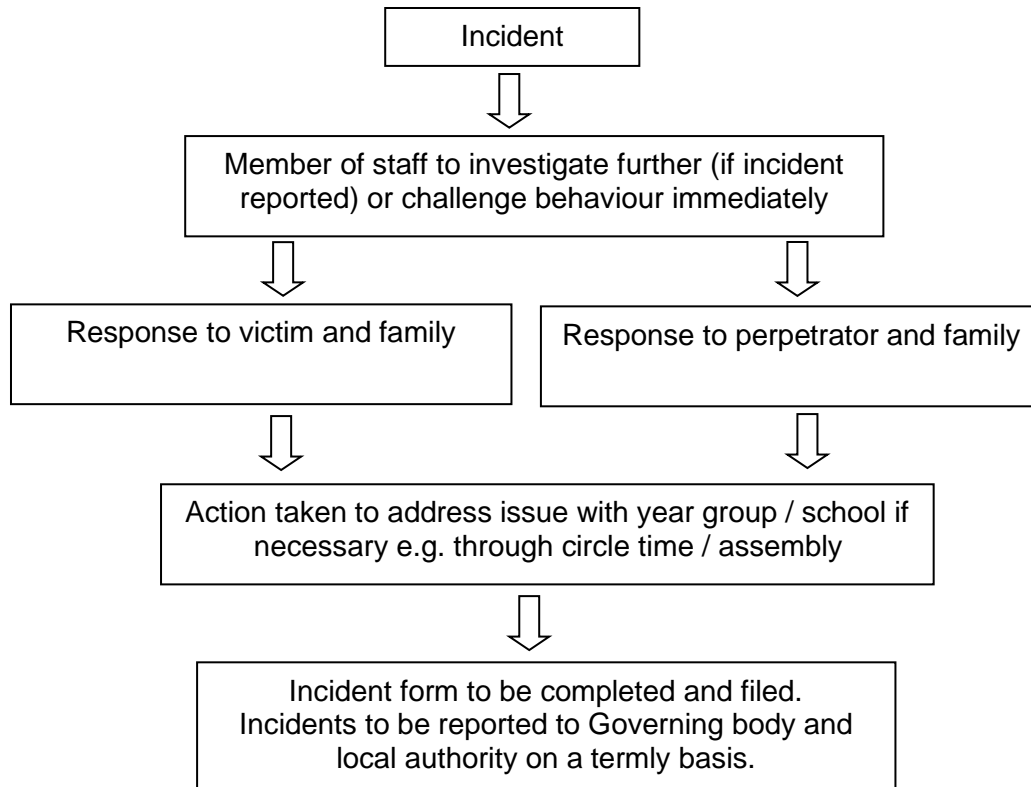 Incident
Member of staff to investigate further (if incident
reported) or challenge behaviour immediately
Response to victim and family
Response to perpetrator and family
Action taken to address issue with year group / school if
necessary e.g. through circle time / assembly
Incident form to be completed and filed.
Incidents to be reported to Governing body and
local authority on a termly basis.